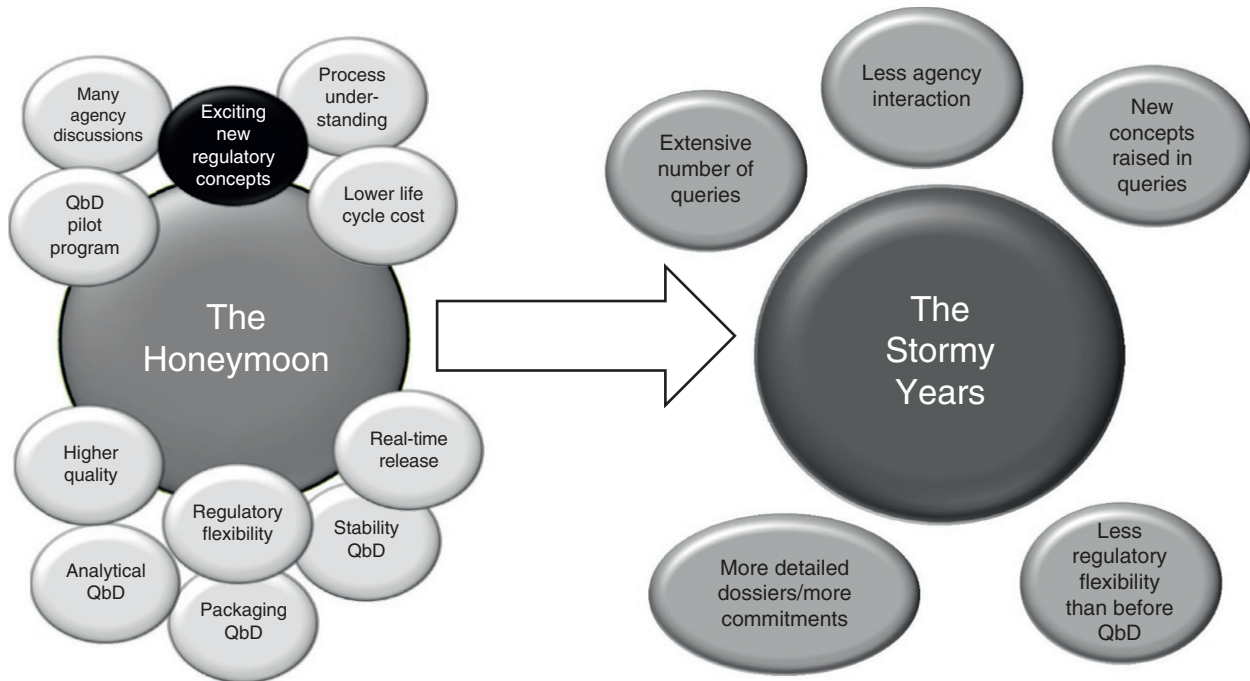 Many
agency
discussions
Exciting
new
regulatory
concepts
Process
under-
standing
QbD
pilot
program
Lower life
cycle cost
The
Honeymoon
Higher
quality
Real-time
release
Regulatory
flexibility
Stability
QbD
Analytical
QbD
Packaging
QbD
Less agency
interaction
Extensive
number of
queries
New
concepts
raised in
queries
The
Stormy
Years
More detailed
dossiers/more
commitments
Less
regulatory
flexibility
than before
QbD